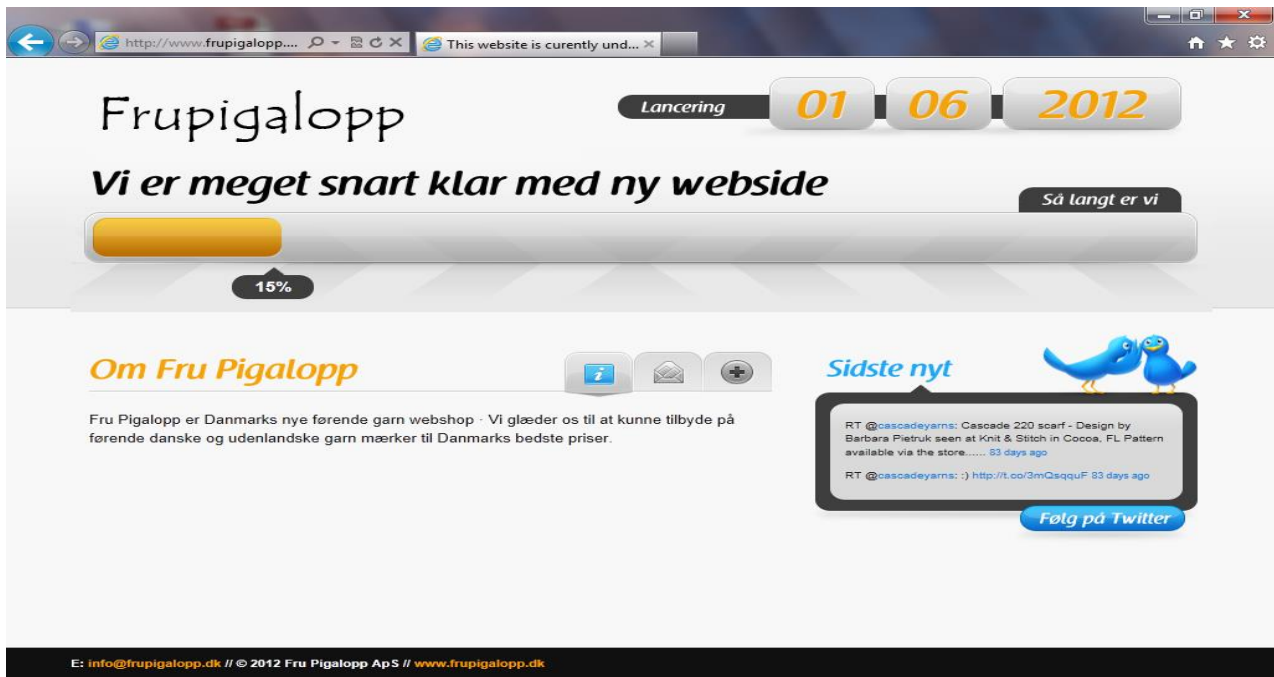 http://www.frupigalopp....
This website is curently und...
Frupigalopp
Lancering 01 06 2012
Vi er meget snart klar med ny webside
Så langt er vi
15%
Om Fru Pigalopp
Fru Pigalopp er Danmarks nye førende garn webshop - Vi glæder os til at kunne tilbyde på
førende danske og udenlandske garn mærker til Danmarks bedste priser.
Sidste nyt
RT @cascadeyarns: Cascade 220 scarf - Design by
Barbara Pietruk seen at Knit & Stitch in Cocoa, FL Pattern
available via the store...... 83 days ago
RT @cascadeyarns: :) http://t.co/3mQsqquF 83 days ago
Følg på Twitter
E: info@frupigalopp.dk // © 2012 Fru Pigalopp ApS // www.frupigalopp.dk